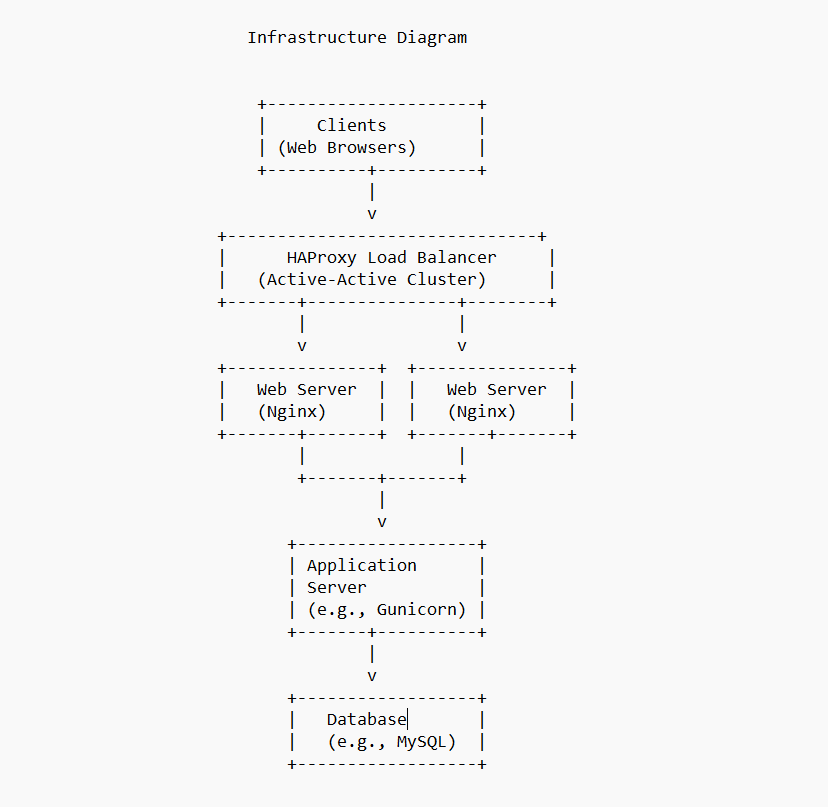 Infrastructure Diagram
Clients
(Web Browsers)
HAProxy Load Balancer
(Active-Active Cluster)
Web Server
(Nginx)
Web Server
(Nginx)
Application
Server
(e.g., Gunicorn)
Database
(e.g., MySQL)